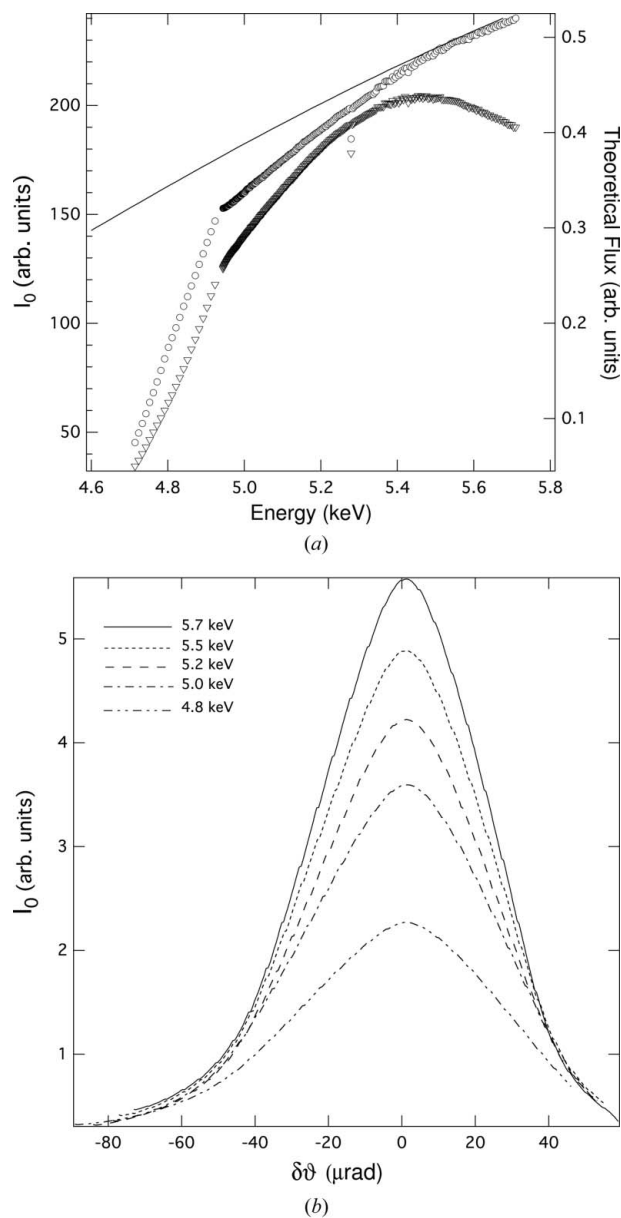 240
200
150
100
50
I₀ (arb. units)
0.5
0.4
0.3
0.2
0.1
Theoretical Flux (arb. units)
4.6 4.8 5.0 5.2 5.4 5.6 5.8
Energy (keV)
(a)
5.7 keV
5.5 keV
5.2 keV
5.0 keV
4.8 keV
5
4
3
2
1
I₀ (arb. units)
-80 -60 -40 -20 0 20 40
δϑ (μrad)
(b)